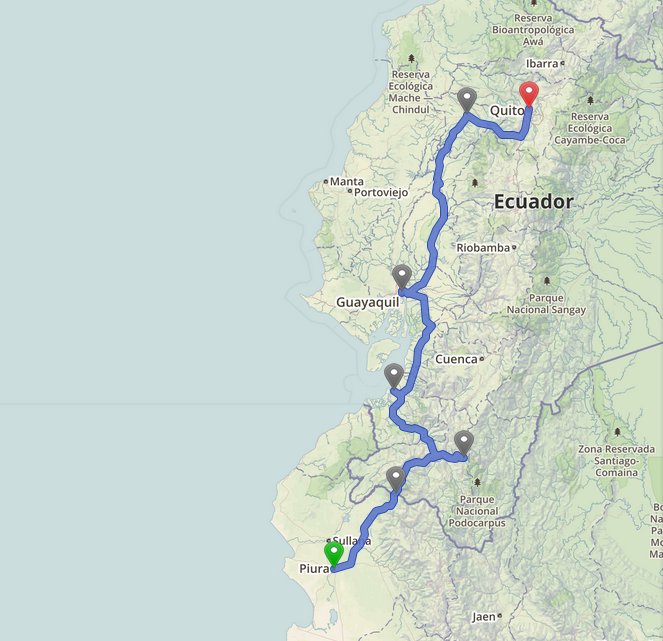 Reserva
Bioantropológica
Awá
Ibarra
Reserva
Ecológica
Mache —
Chindul
Quito
Reserva
Ecológica
Cayambe-Coca
Manta
Portoviejo
Ecuador
Riobamba
Parque
Nacional Sangay
Guayaquil
Cuenca
Zona Reservada
Santiago-
Comaina
Parque
Nacional
Podocarpus
Sullana
Piura
Jaen